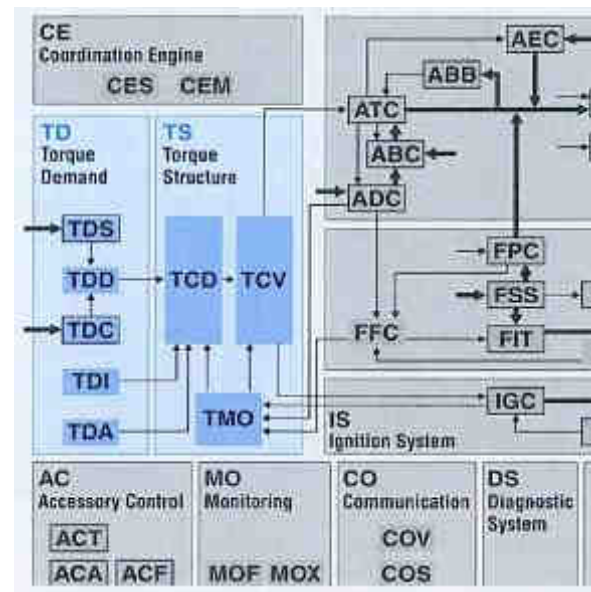 CE
Coordination Engine
CES CEM
TD
Torque
Demand
TDS
TDD
TDC
TDI
TDA
TS
Torque
Structure
TCD
TCV
TMO
AEC
ABB
ATC
ABC
ADC
FPC
FSS
FFC
FIT
IGC
IS
Ignition System
AC
Accessory Control
ACT
ACA ACF
MO
Monitoring
MOF MOX
CO
Communication
COV
COS
DS
Diagnostic
System